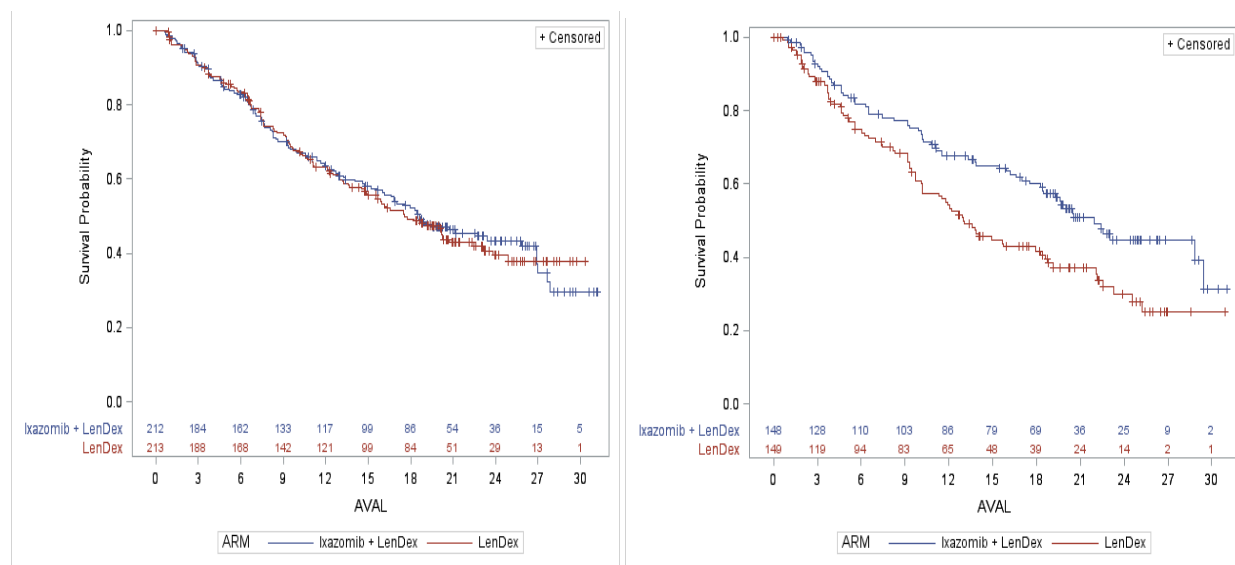 1.0
+ Censored
0.8
0.6
0.4
0.2
0.0
Survival Probability
Ixazomib + LenDex 212 184 162 133 117 99 86 54 36 15 5
LenDex 213 188 168 142 121 99 84 51 29 13 1
0 3 6 9 12 15 18 21 24 27 30
AVAL
ARM Ixazomib + LenDex LenDex
1.0
+ Censored
0.8
0.6
0.4
0.2
0.0
Survival Probability
Ixazomib + LenDex 148 128 110 103 86 79 69 36 25 9 2
LenDex 149 119 94 83 65 48 39 24 14 2 1
0 3 6 9 12 15 18 21 24 27 30
AVAL
ARM Ixazomib + LenDex LenDex